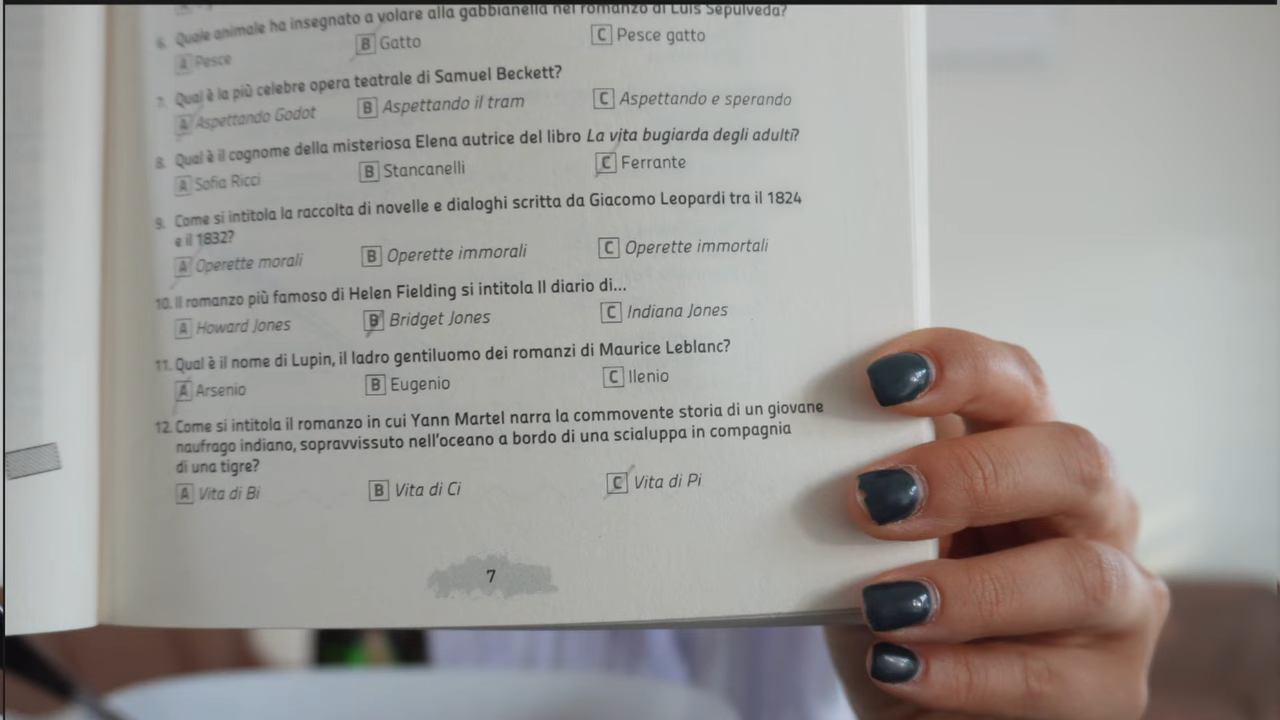 6. Quale animale ha insegnato a volare alla gabbianella nel romanzo di Luis Sepúlveda?
A Pesce B Gatto C Pesce gatto
7. Qual è la più celebre opera teatrale di Samuel Beckett?
A Aspettando Godot B Aspettando il tram C Aspettando e sperando
8. Qual è il cognome della misteriosa Elena autrice del libro La vita bugiarda degli adulti?
A Sofia Ricci B Stancanelli C Ferrante
9. Come si intitola la raccolta di novelle e dialoghi scritta da Giacomo Leopardi tra il 1824
e il 1832?
A Operette morali B Operette immorali C Operette immortali
10. Il romanzo più famoso di Helen Fielding si intitola Il diario di...
A Howard Jones B Bridget Jones C Indiana Jones
11. Qual è il nome di Lupin, il ladro gentiluomo dei romanzi di Maurice Leblanc?
A Arsenio B Eugenio C Ilenio
12. Come si intitola il romanzo in cui Yann Martel narra la commovente storia di un giovane
naufrago indiano, sopravvissuto nell'oceano a bordo di una scialuppa in compagnia
di una tigre?
A Vita di Bi B Vita di Ci C Vita di Pi
7